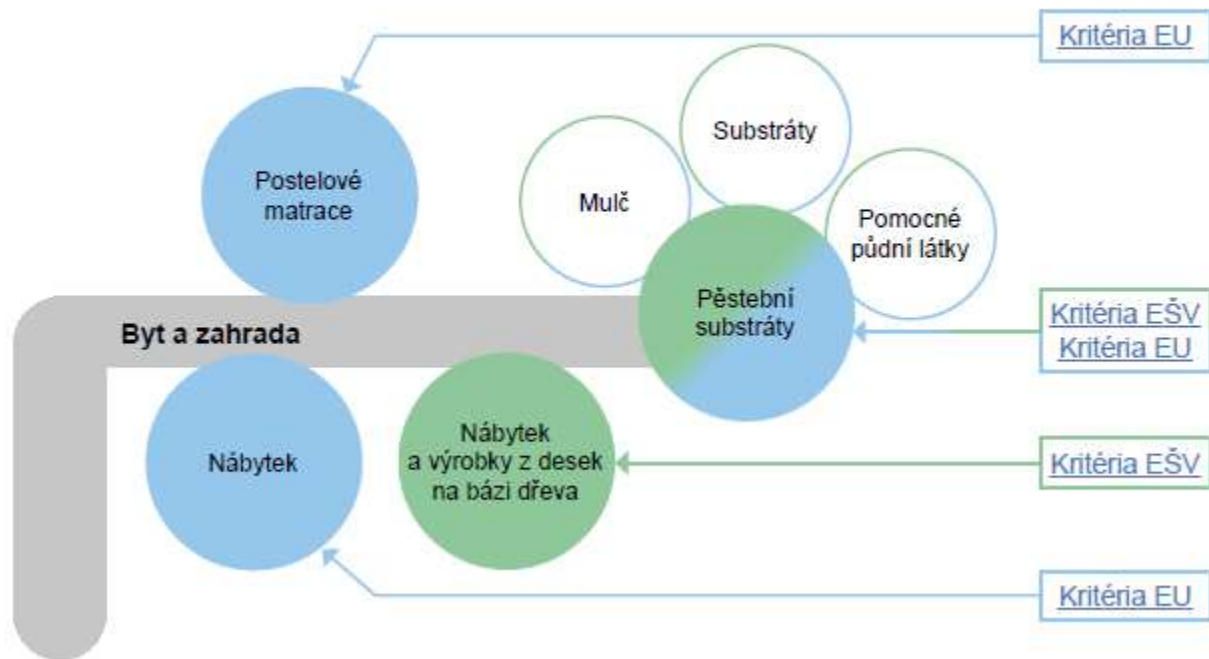 Kritéria EU
Substráty
Postelové
matrace
Mulč
Pomocné
půdní látky
Pěstební
substráty
Kritéria EŠV
Kritéria EU
Byt a zahrada
Nábytek
Nábytek
a výrobky z desek
na bázi dřeva
Kritéria EŠV
Kritéria EU